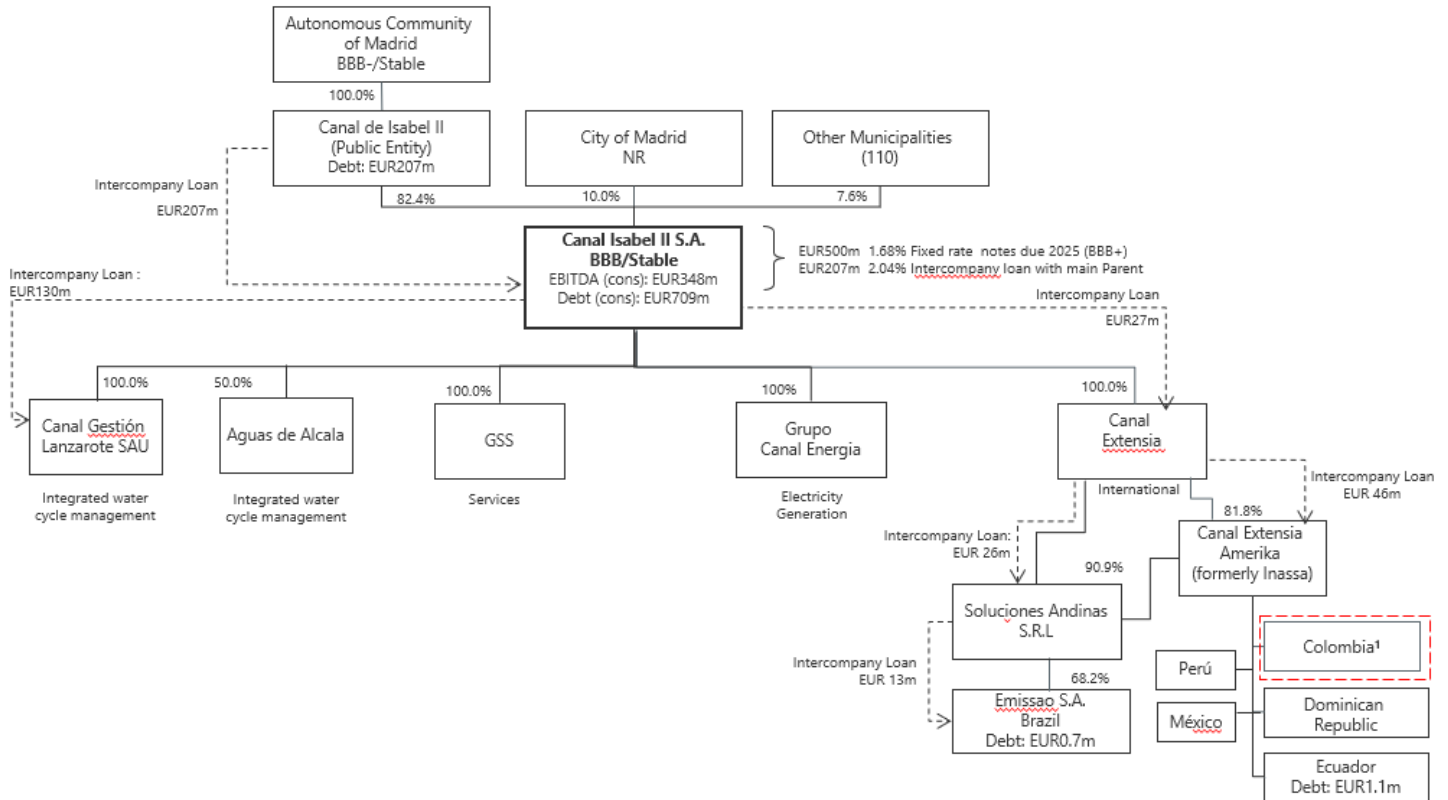 Autonomous Community
of Madrid
BBB-/Stable
100.0%
Canal de Isabel II
(Public Entity)
Debt: EUR207m
City of Madrid
NR
Other Municipalities
(110)
Intercompany Loan
EUR207m
82.4%
10.0%
7.6%
Canal Isabel II S.A.
BBB/Stable
EBITDA (cons): EUR348m
Debt (cons): EUR709m
EUR500m 1.68% Fixed rate notes due 2025 (BBB+)
EUR207m 2.04% Intercompany loan with main Parent
Intercompany Loan :
EUR130m
Intercompany Loan
EUR27m
100.0%
50.0%
100.0%
100%
100.0%
Canal Gestión
Lanzarote SAU
Aguas de Alcala
GSS
Grupo
Canal Energia
Canal
Extensia
Integrated water
cycle management
Integrated water
cycle management
Services
Electricity
Generation
International
Intercompany Loan
EUR 46m
81.8%
Canal Extensia
Amerika
(formerly Inassa)
Intercompany Loan:
EUR 26m
90.9%
Soluciones Andinas
S.R.L
Intercompany Loan
EUR 13m
68.2%
Emissao S.A.
Brazil
Debt: EUR0.7m
Colombia¹
Perú
México
Dominican
Republic
Ecuador
Debt: EUR1.1m